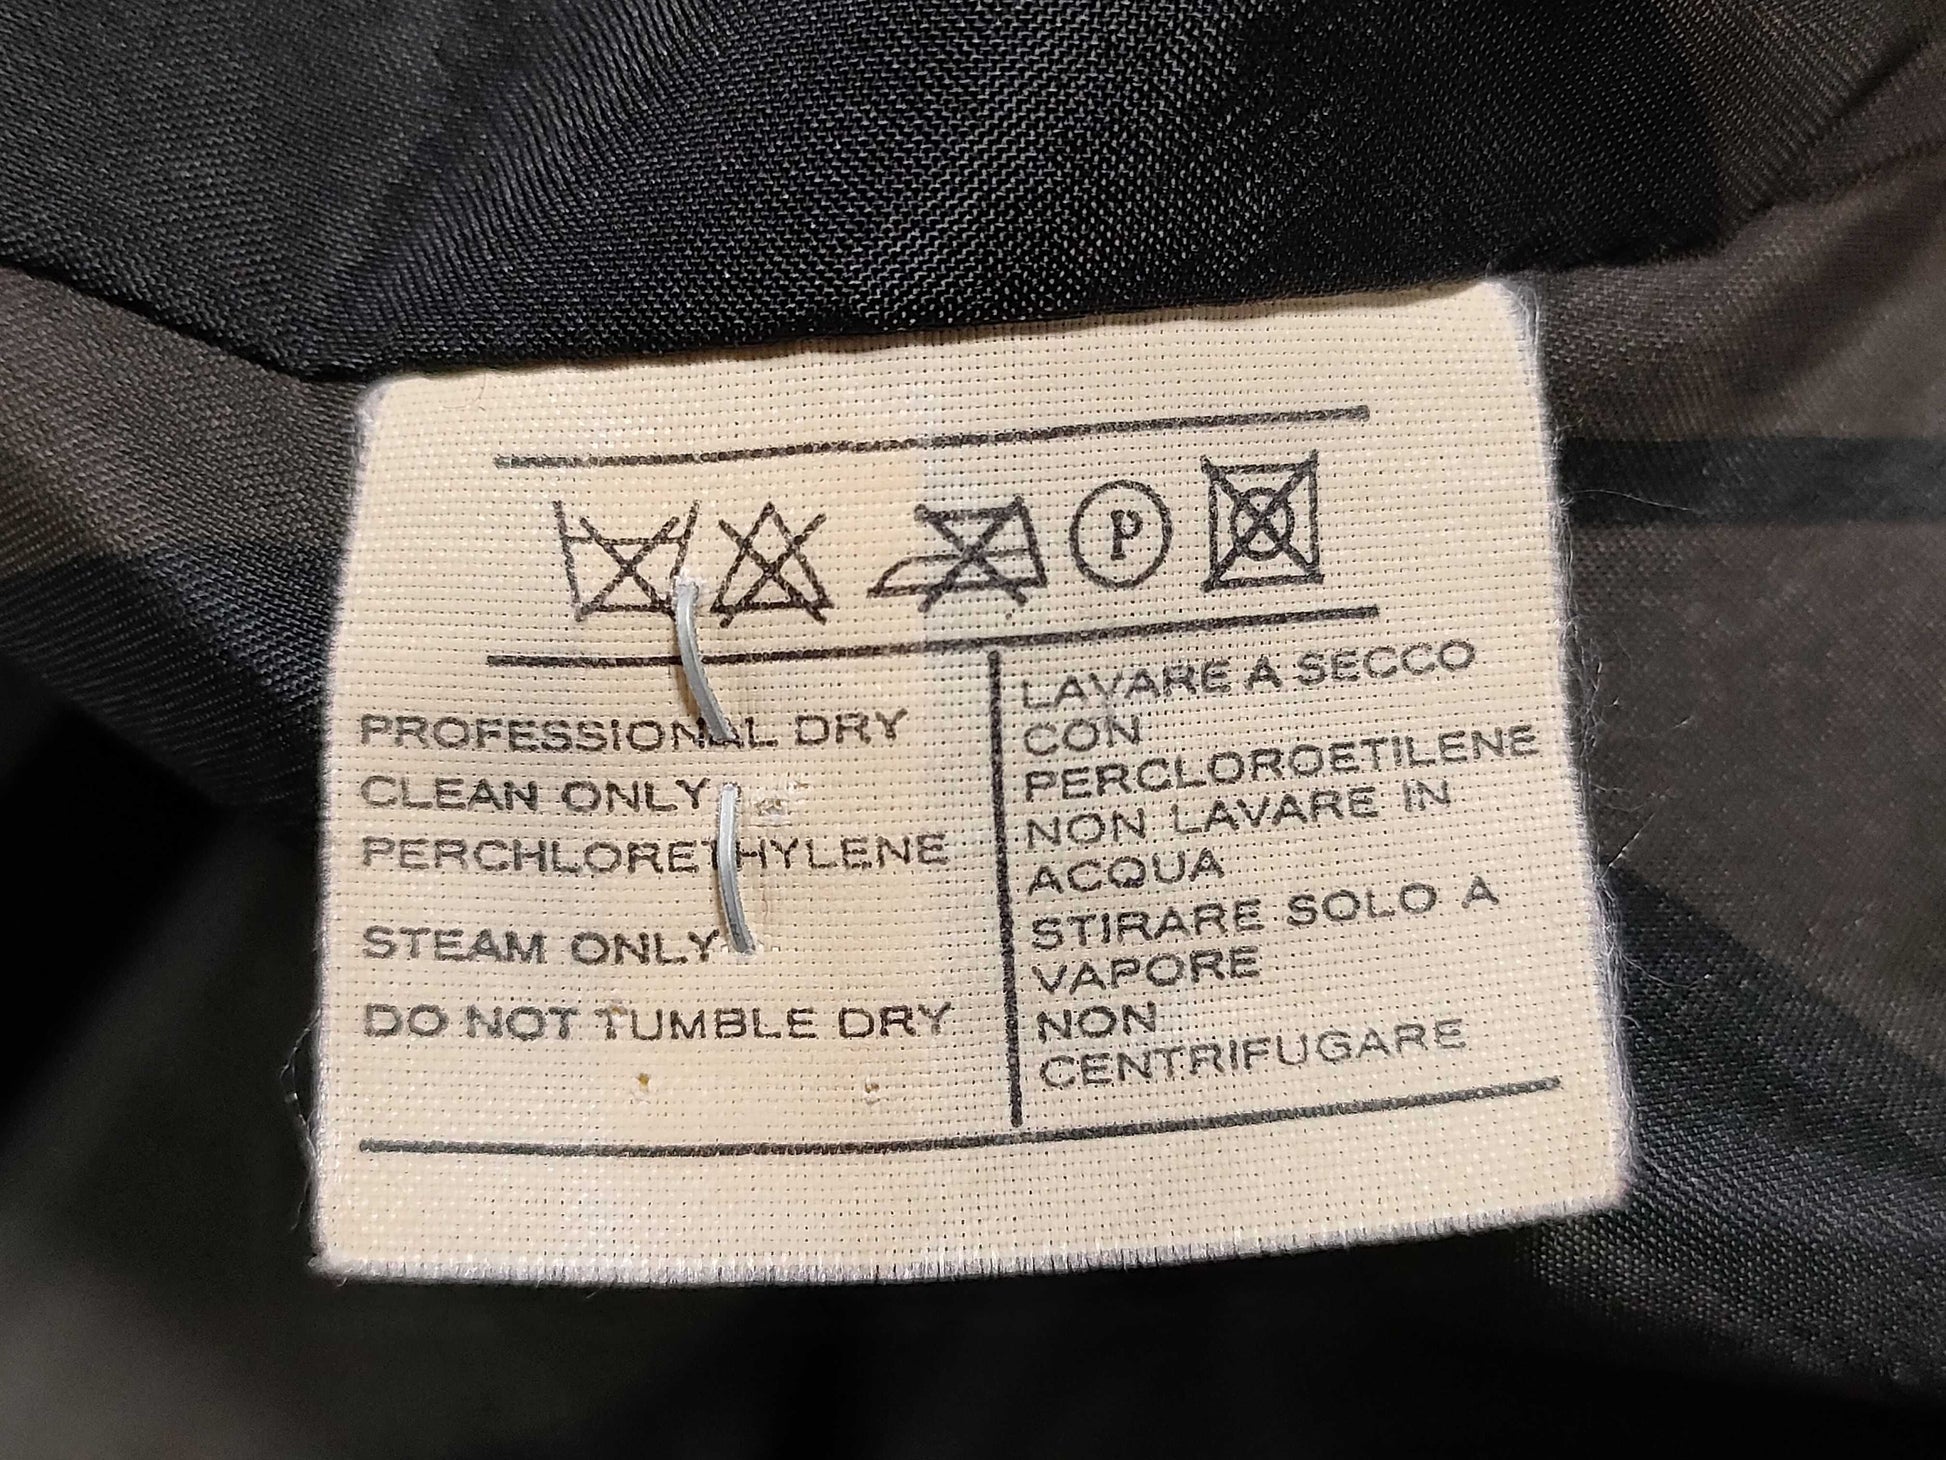 P
PROFESSIONAL DRY
CLEAN ONLY
PERCHLORETHYLENE
STEAM ONLY
DO NOT TUMBLE DRY
LAVARE A SECCO
CON
PERCLOROETILENE
NON LAVARE IN
ACQUA
STIRARE SOLO A
VAPORE
NON
CENTRIFUGARE